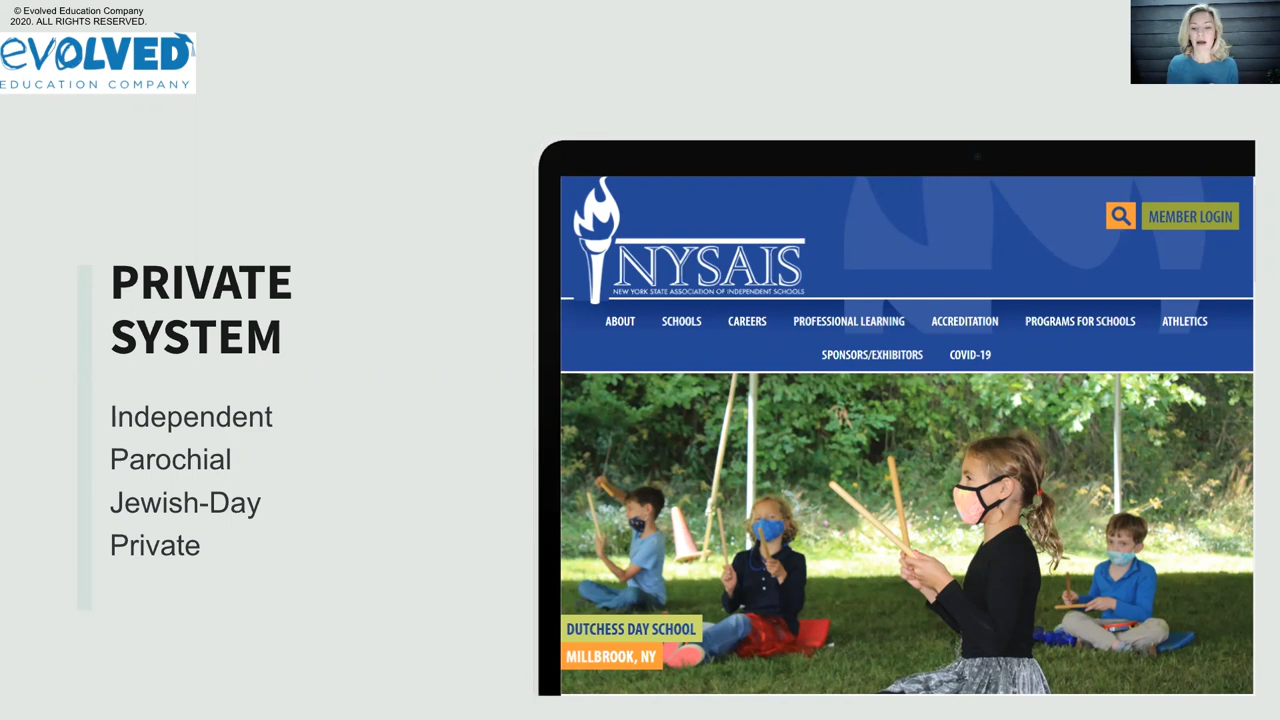 © Evolved Education Company
2020. ALL RIGHTS RESERVED.
evOLVED
EDUCATION COMPANY
PRIVATE
SYSTEM
Independent
Parochial
Jewish-Day
Private
MEMBER LOGIN
NYSAIS
NEW YORK STATE ASSOCIATION OF INDEPENDENT SCHOOLS
ABOUT SCHOOLS CAREERS PROFESSIONAL LEARNING ACCREDITATION PROGRAMS FOR SCHOOLS ATHLETICS
SPONSORS/EXHIBITORS COVID-19
DUTCHESS DAY SCHOOL
MILLBROOK, NY